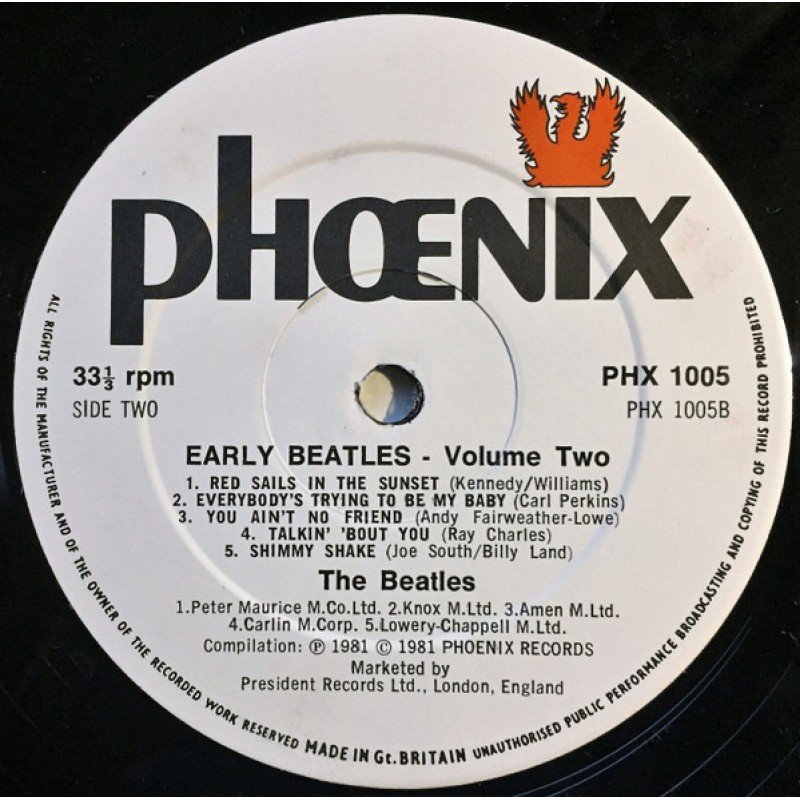 PHŒNIX
33⅓ rpm
PHX 1005
SIDE TWO
PHX 1005B
EARLY BEATLES - Volume Two
1. RED SAILS IN THE SUNSET (Kennedy/Williams)
2. EVERYBODY'S TRYING TO BE MY BABY (Carl Perkins)
3. YOU AIN'T NO FRIEND (Andy Fairweather-Lowe)
4. TALKIN' 'BOUT YOU (Ray Charles)
5. SHIMMY SHAKE (Joe South/Billy Land)
The Beatles
1.Peter Maurice M.Co.Ltd. 2.Knox M.Ltd. 3.Amen M.Ltd.
4.Carlin M.Corp. 5.Lowery-Chappell M.Ltd.
Compilation: ℗ 1981 © 1981 PHOENIX RECORDS
Marketed by
President Records Ltd., London, England
ALL RIGHTS OF THE MANUFACTURER AND OF THE OWNER OF THE RECORDED WORK RESERVED MADE IN Gt. BRITAIN UNAUTHORISED PUBLIC PERFORMANCE BROADCASTING AND COPYING OF THIS RECORD PROHIBITED